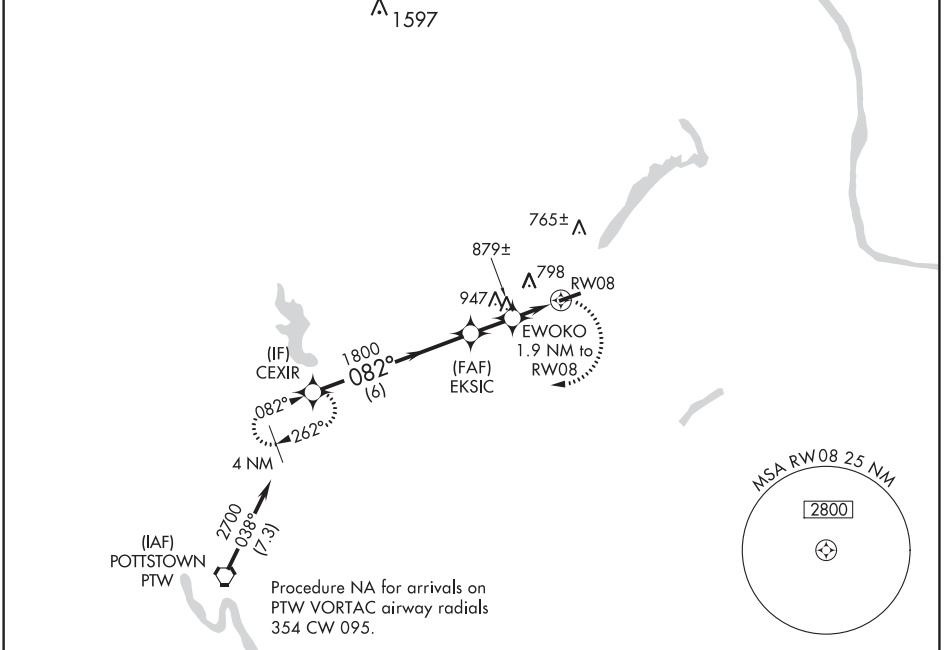 1597
765±
879±
798
RW08
947
EWOKO
1.9 NM to
RW08
(FAF)
EKSIC
1800
082°
(6)
(IF)
CEXIR
082°
262°
4 NM
2700
038°
(7.3)
(IAF)
POTTSTOWN
PTW
Procedure NA for arrivals on
PTW VORTAC airway radials
354 CW 095.
MSA RW08 25 NM
2800